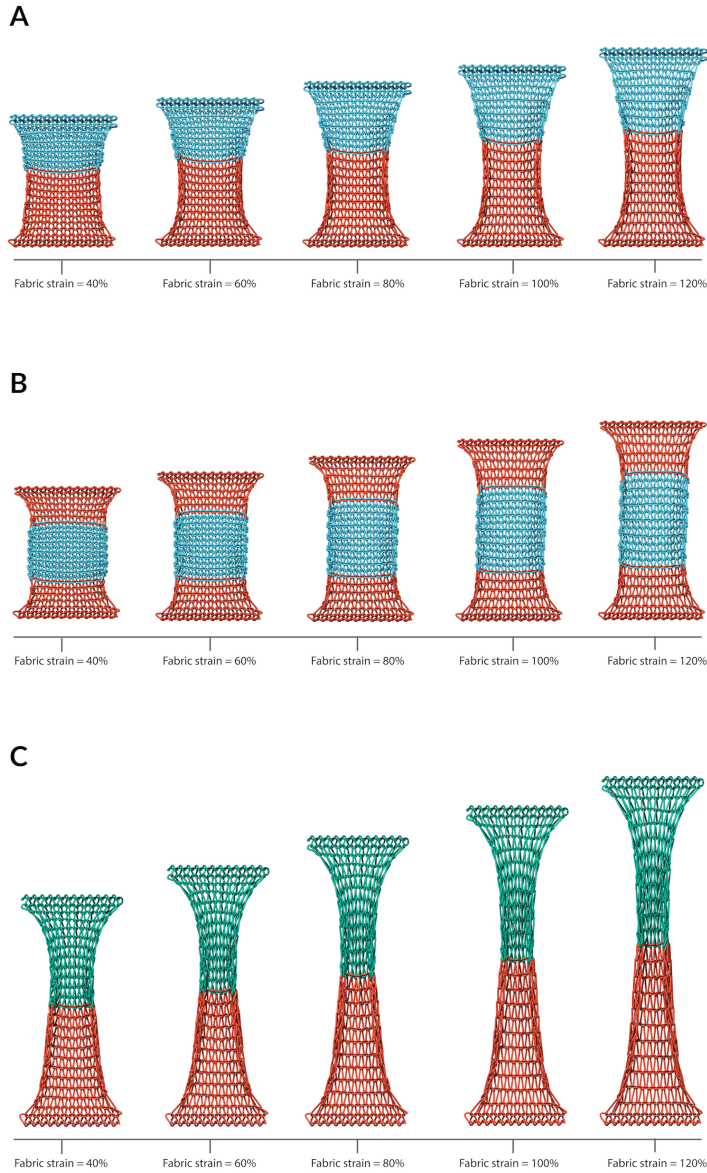 A
Fabric strain = 40% Fabric strain = 60% Fabric strain = 80% Fabric strain = 100% Fabric strain = 120%
B
Fabric strain = 40% Fabric strain = 60% Fabric strain = 80% Fabric strain = 100% Fabric strain = 120%
C
Fabric strain = 40% Fabric strain = 60% Fabric strain = 80% Fabric strain = 100% Fabric strain = 120%